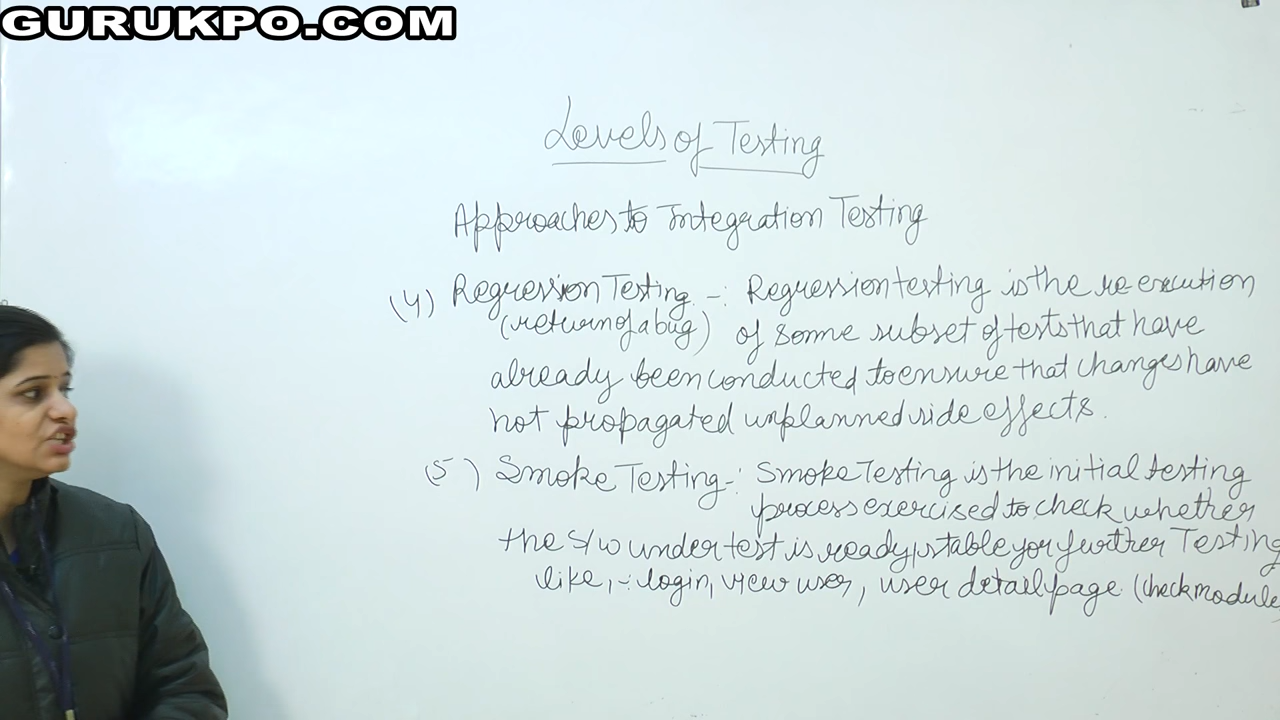 GURUKPO.COM
Levels of Testing
Approaches to Integration Testing
(4) Regression Testing -: Regression testing is the re-execution
(return of a bug) of some subset of tests that have
already been conducted to ensure that changes have
not propagated unplanned side effects.
(5) Smoke Testing -: Smoke Testing is the initial testing
process exercised to check whether
the S/W under test is ready/stable for further Testing
like, -: login, view user, user detail page (check module